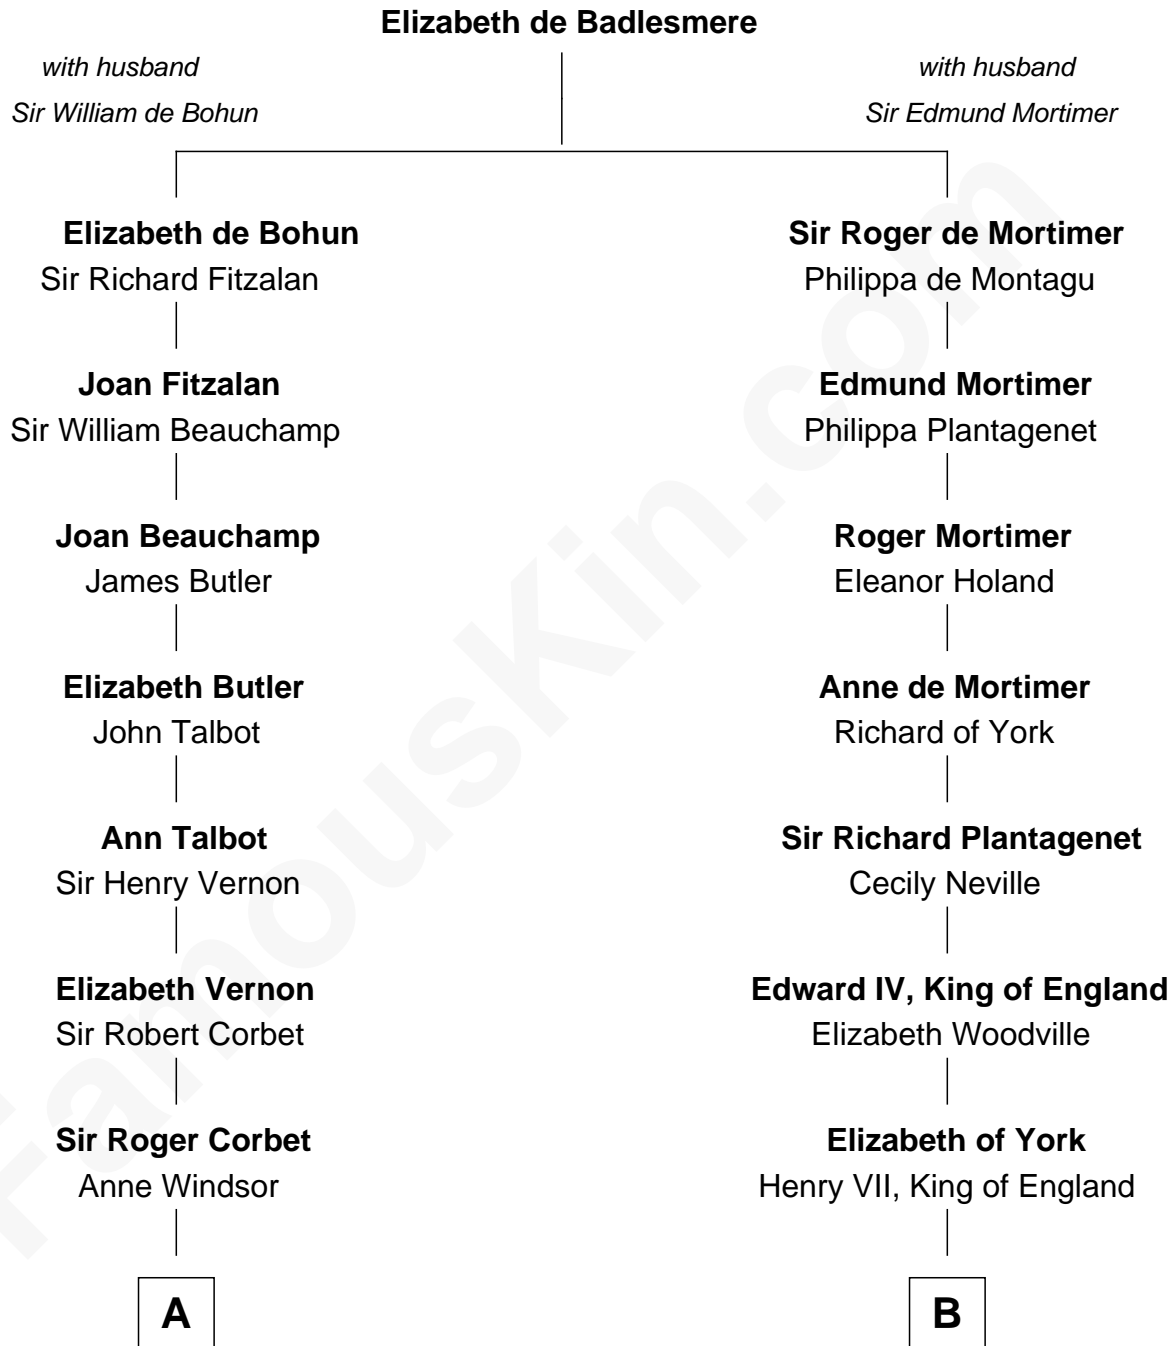 Elizabeth de Badlesmere
with husband
Sir William de Bohun
with husband
Sir Edmund Mortimer
Elizabeth de Bohun
Sir Richard Fitzalan
Sir Roger de Mortimer
Philippa de Montagu
Joan Fitzalan
Sir William Beauchamp
Edmund Mortimer
Philippa Plantagenet
Joan Beauchamp
James Butler
Roger Mortimer
Eleanor Holand
Elizabeth Butler
John Talbot
Anne de Mortimer
Richard of York
Ann Talbot
Sir Henry Vernon
Sir Richard Plantagenet
Cecily Neville
Elizabeth Vernon
Sir Robert Corbet
Edward IV, King of England
Elizabeth Woodville
Sir Roger Corbet
Anne Windsor
Elizabeth of York
Henry VII, King of England
A
B
FamousKin.com